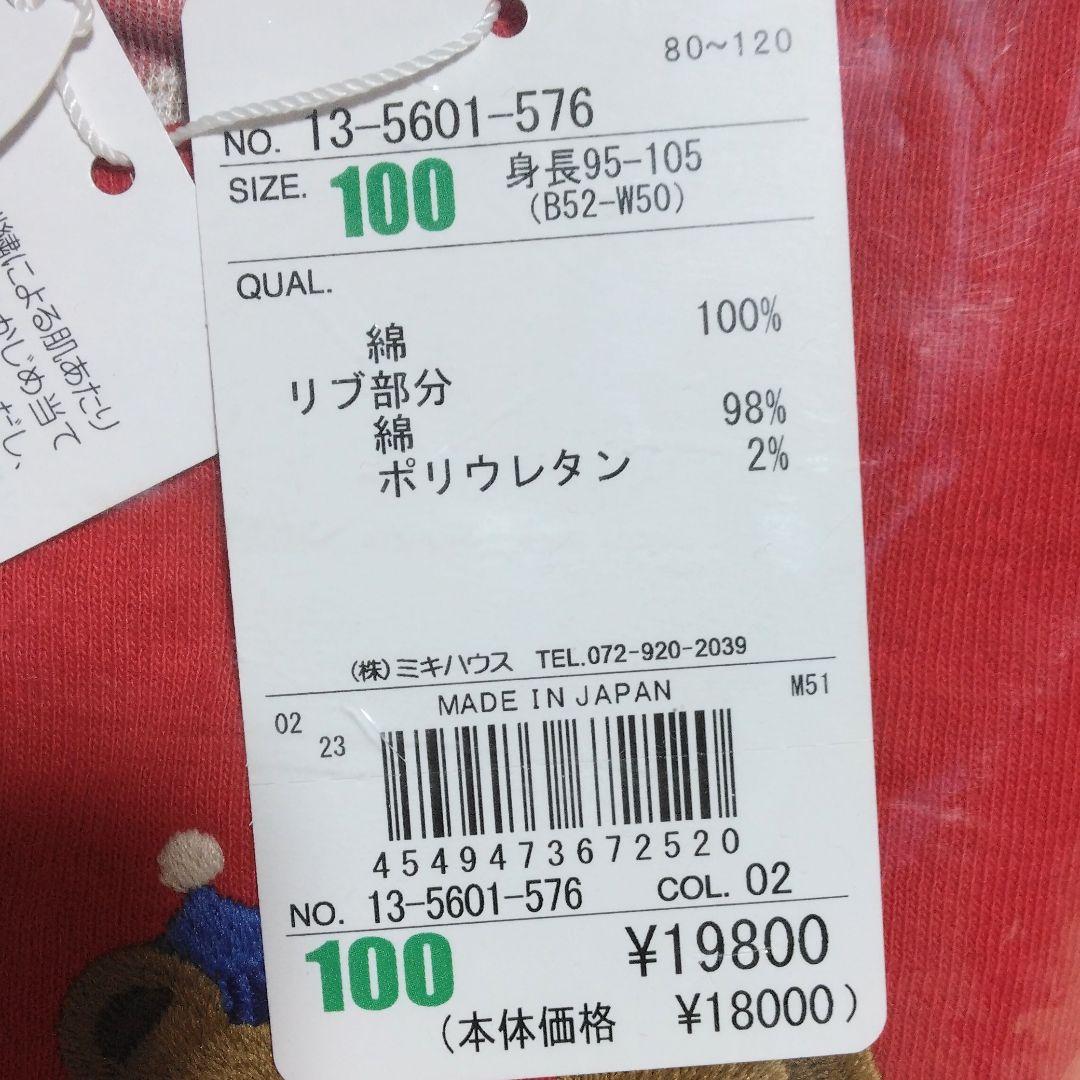 80~120
NO. 13-5601-576
SIZE. 100 身長95-105
(B52-W50)
QUAL.
綿 100%
リブ部分
綿 98%
ポリウレタン 2%
(株)ミキハウス TEL.072-920-2039
MADE IN JAPAN M51
02
23
4549473672520
NO. 13-5601-576 COL. 02
100 ¥19800
(本体価格 ¥18000)
による肌あたり
かじめ当て
だし、